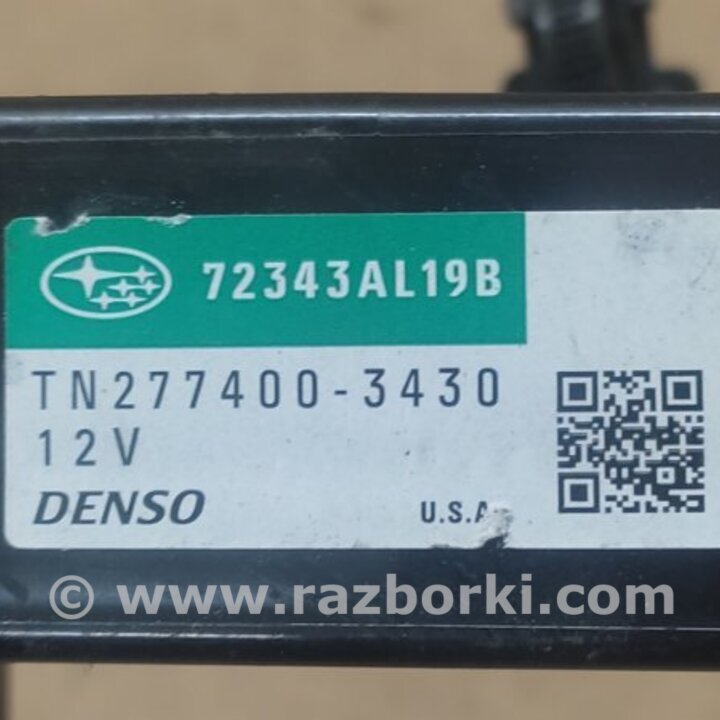 72343AL19B
TN277400-3430
12V
DENSO
U.S.A
© www.razborki.com